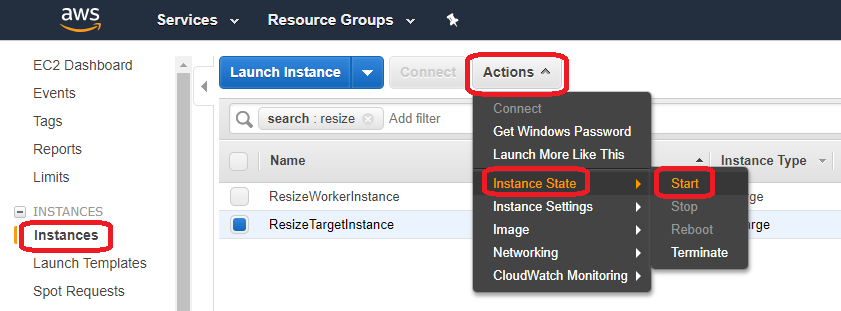 aws Services Resource Groups
EC2 Dashboard
Events
Tags
Reports
Limits
INSTANCES
Instances
Launch Templates
Spot Requests
Launch Instance Connect Actions
search : resize Add filter
Name Instance Type
ResizeWorkerInstance
ResizeTargetInstance
Connect
Get Windows Password
Launch More Like This
Instance State
Instance Settings
Image
Networking
CloudWatch Monitoring
Start
Stop
Reboot
Terminate